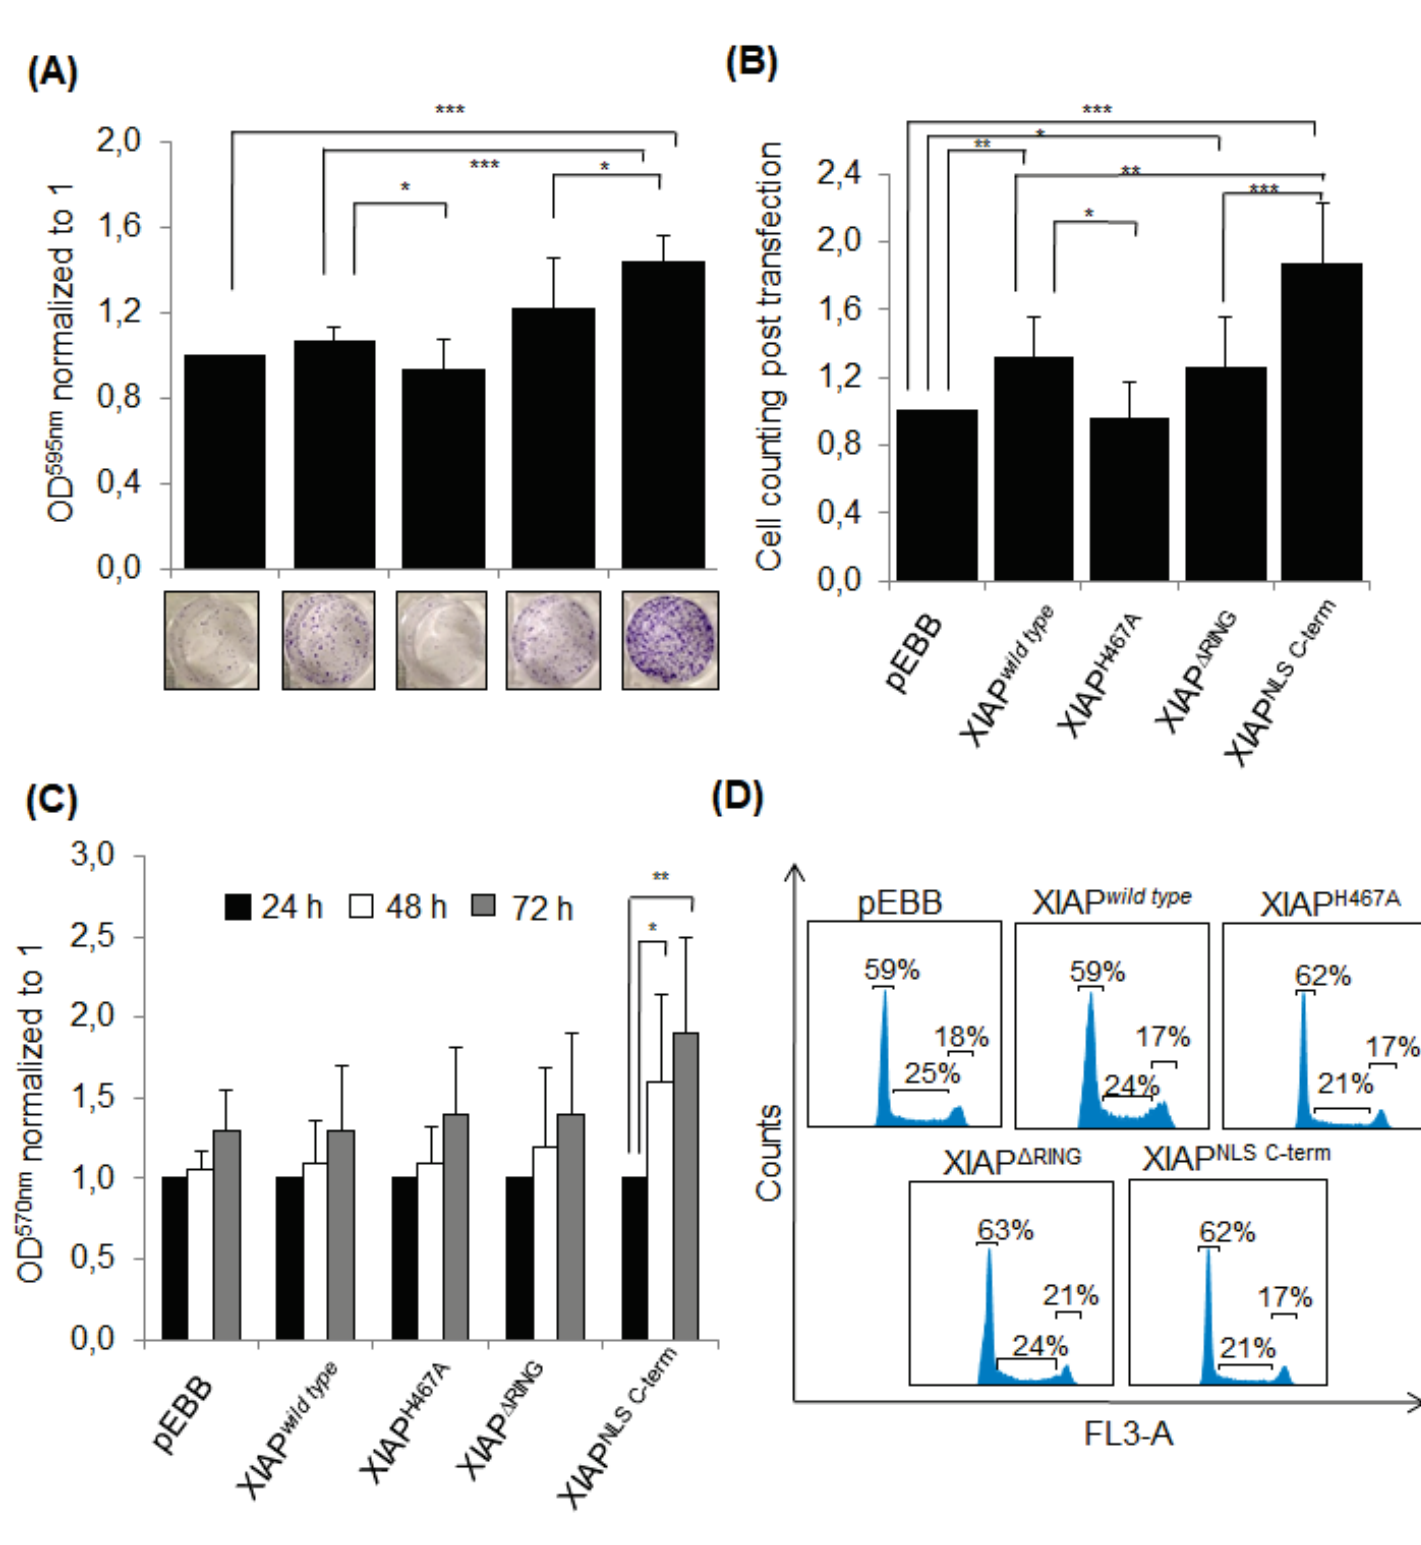 (A)
***
***
*
*
OD595nm normalized to 1
2,0
1,6
1,2
0,8
0,4
0,0
(B)
***
*
**
**
***
*
Cell counting post transfection
2,4
2,0
1,6
1,2
0,8
0,4
0,0
pEBB
XIAPwild type
XIAPH467A
XIAPΔRING
XIAPNLS C-term
(C)
OD570nm normalized to 1
3,0
2,5
2,0
1,5
1,0
0,5
0,0
24 h
48 h
72 h
**
*
pEBB
XIAPwild type
XIAPH467A
XIAPΔRING
XIAPNLS C-term
(D)
Counts
pEBB
59%
25%
18%
XIAPwild type
59%
24%
17%
XIAPH467A
62%
21%
17%
XIAPΔRING
63%
24%
21%
XIAPNLS C-term
62%
21%
17%
FL3-A